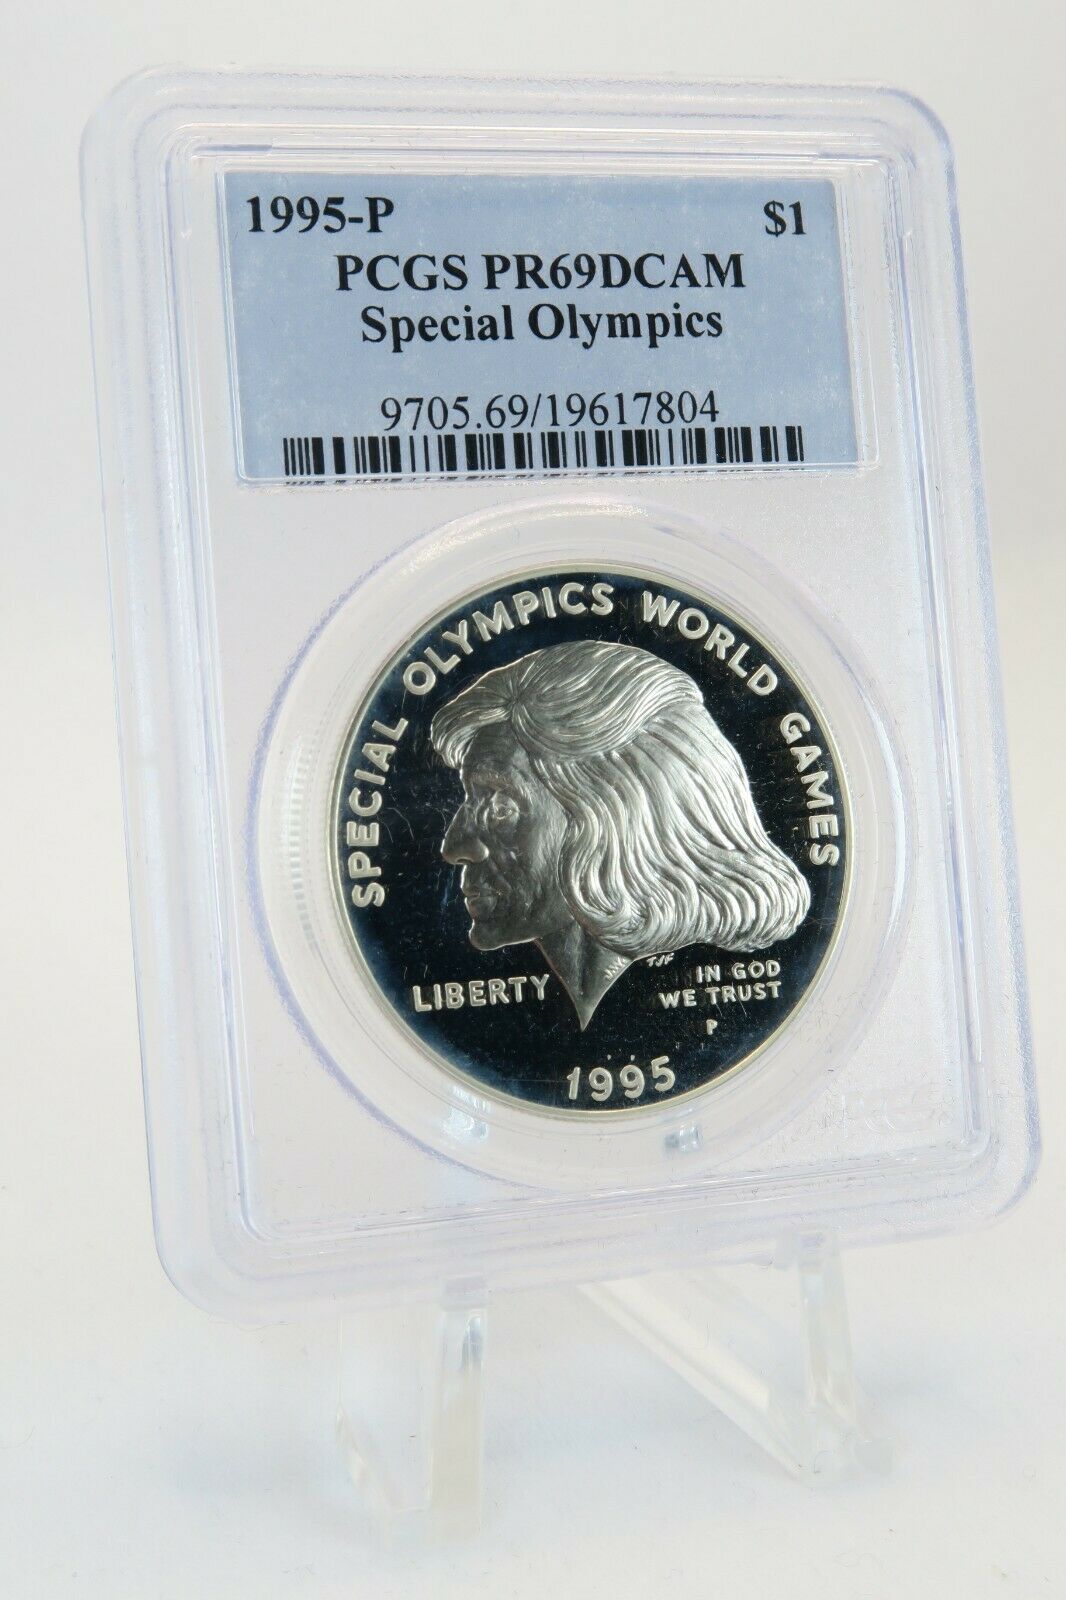 1995-P $1
PCGS PR69DCAM
Special Olympics
9705.69/19617804
SPECIAL OLYMPICS WORLD GAMES
LIBERTY
TJF
IN GOD
WE TRUST
P
1995